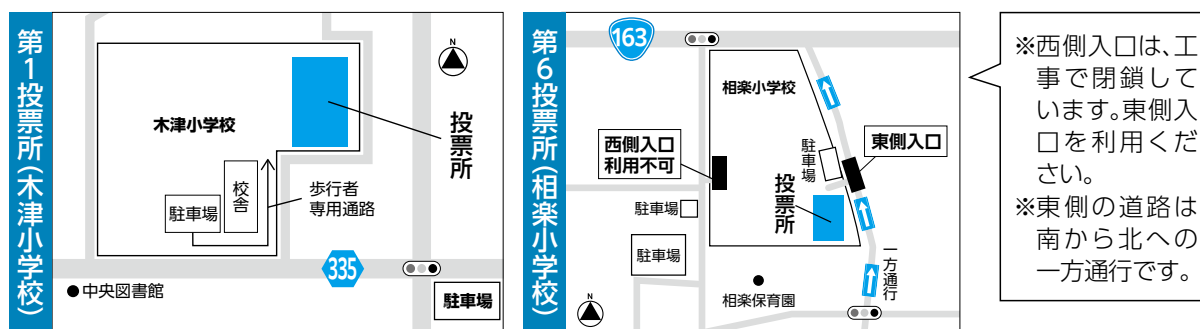 第1投票所(木津小学校)
N
木津小学校
投票所
校舎
駐車場
歩行者
専用通路
335
●中央図書館
駐車場
第6投票所(相楽小学校)
163
相楽小学校
西側入口
利用不可
駐車場
東側入口
投票所
駐車場
駐車場
一方通行
相楽保育園
N
※西側入口は、工
事で閉鎖して
います。東側入
口を利用くだ
さい。
※東側の道路は
南から北への
一方通行です。